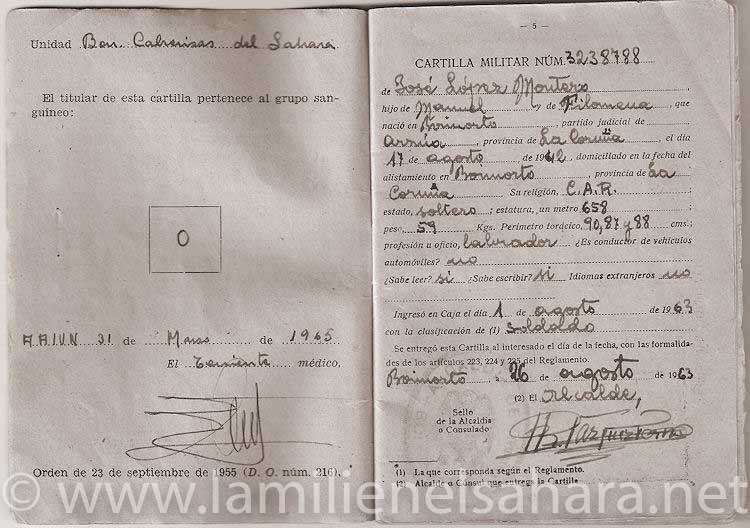 Unidad Bon. Cabrerizas del Sahara
El titular de esta cartilla pertenece al grupo san-
guíneo:
O
A.A.I.U.N. 31 de Marzo de 1965
El Teniente médico,
Orden de 23 de septiembre de 1955 (D. O. núm. 216).
— 5 —
CARTILLA MILITAR NÚM. 3238788
de José López Montero
hijo de Manuel y de Filomena, que
nació en Boimorto, partido judicial de
Arzúa, provincia de La Coruña, el día
17 de agosto de 1942, domiciliado en la fecha del
alistamiento en Boimorto, provincia de La
Coruña Su religión, C.A.R.
estado, soltero; estatura, un metro 658
peso, 59 Kgs. Perímetro torácico, 90,87 y 88 cms.;
profesión u oficio, labrador ¿Es conductor de vehículos
automóviles? no
¿Sabe leer? si ¿Sabe escribir? si Idiomas extranjeros no
Ingresó en Caja el día 1 de agosto de 1963
con la clasificación de (1) Soldado
Se entregó esta Cartilla al interesado el día de la fecha, con las formalida-
des de los artículos 223, 224 y 225 del Reglamento.
Boimorto a 26 de agosto de 1963
(2) El Alcalde,
Sello
de la Alcaldía
o Consulado
(1) La que corresponda según el Reglamento.
(2) Alcalde o Cónsul que entrega la Cartilla.
© www.lamilienelsahara.net